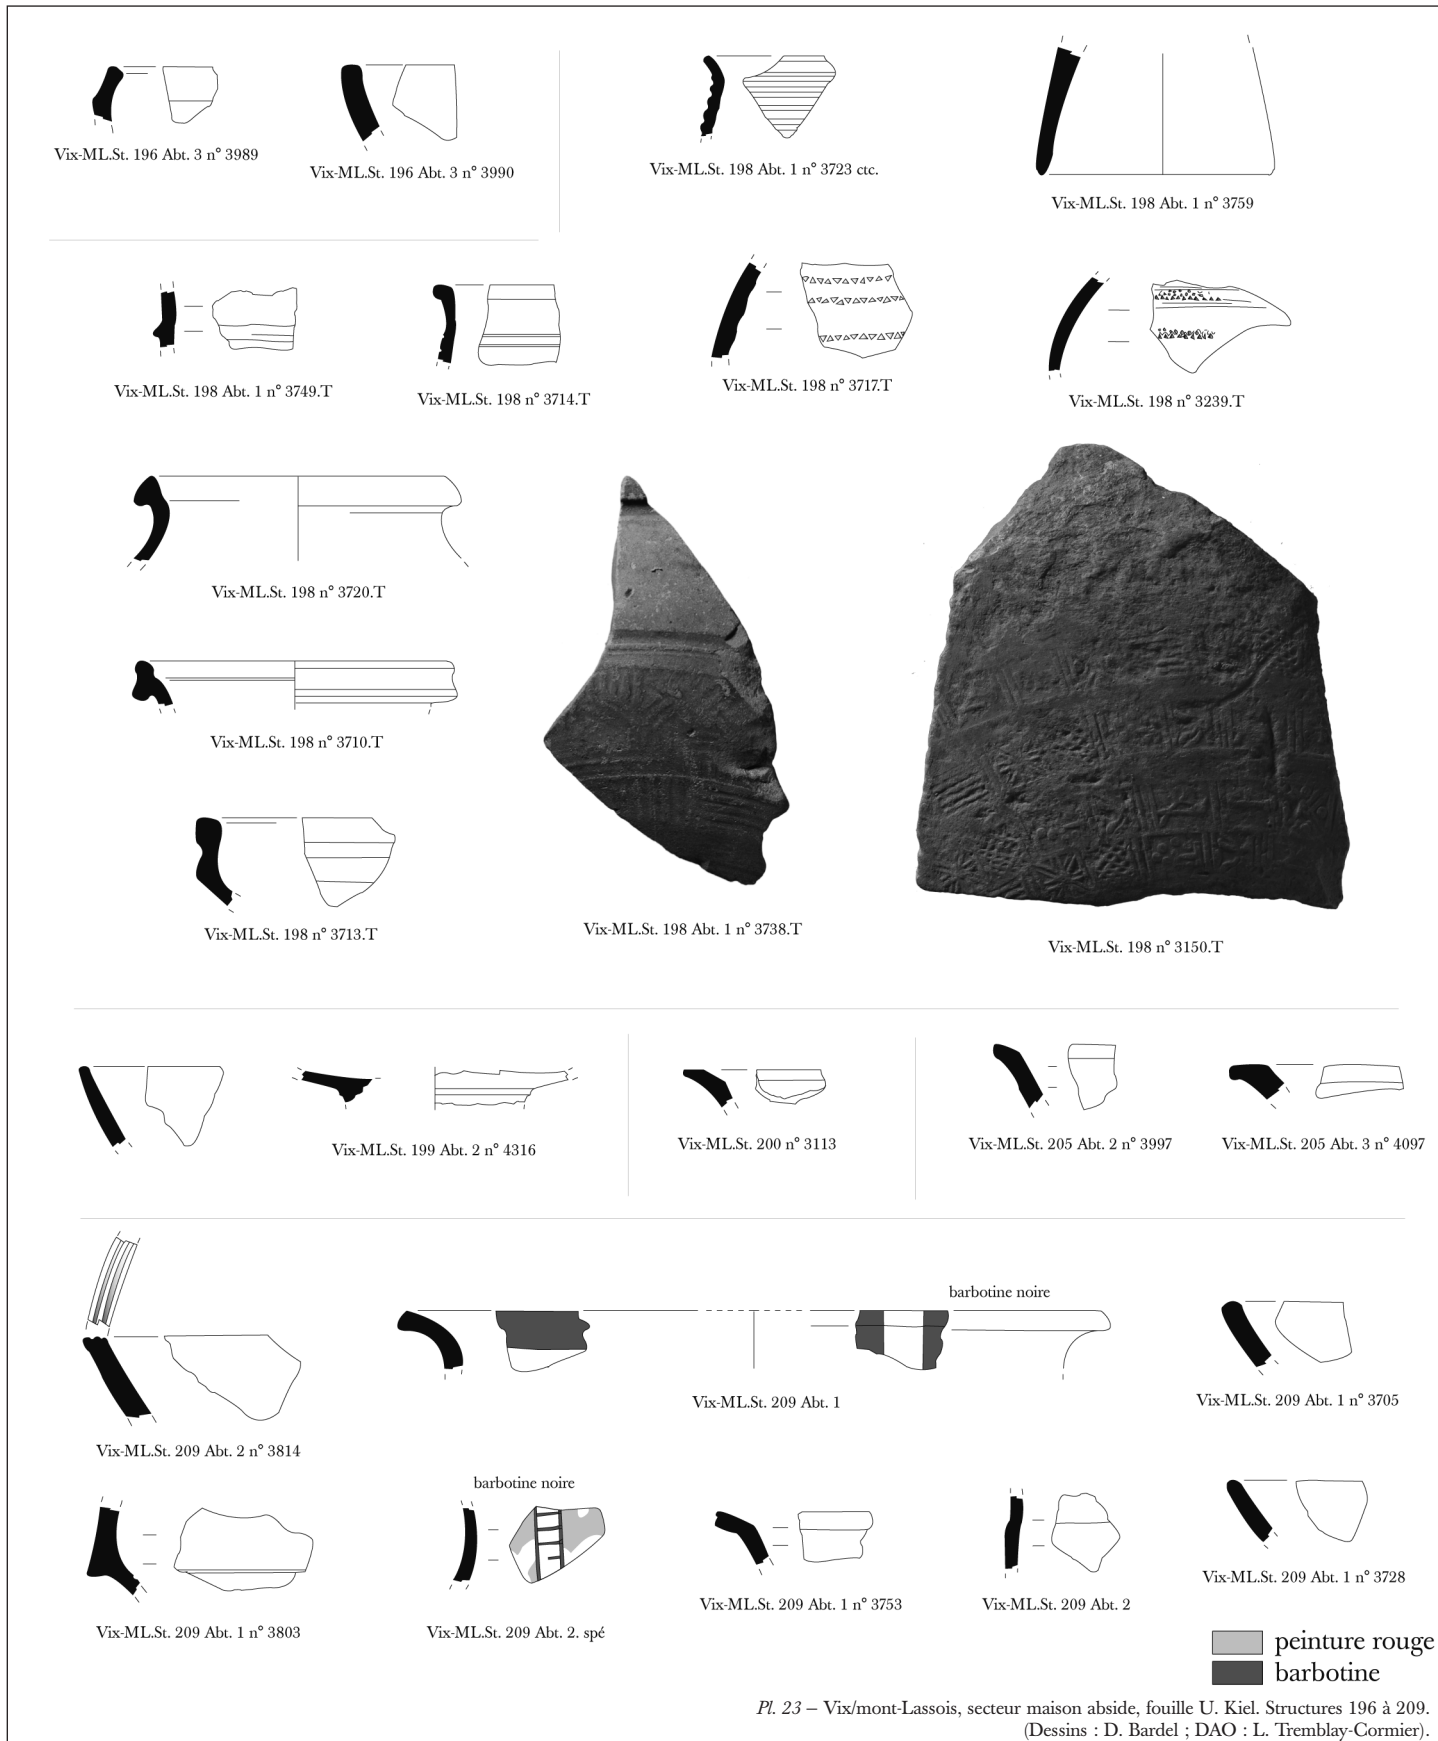 Vix-ML.St. 196 Abt. 3 n° 3989
Vix-ML.St. 196 Abt. 3 n° 3990
Vix-ML.St. 198 Abt. 1 n° 3723 ctc.
Vix-ML.St. 198 Abt. 1 n° 3759
Vix-ML.St. 198 Abt. 1 n° 3749.T
Vix-ML.St. 198 n° 3714.T
Vix-ML.St. 198 n° 3717.T
Vix-ML.St. 198 n° 3239.T
Vix-ML.St. 198 n° 3720.T
Vix-ML.St. 198 n° 3710.T
Vix-ML.St. 198 n° 3713.T
Vix-ML.St. 198 Abt. 1 n° 3738.T
Vix-ML.St. 198 n° 3150.T
Vix-ML.St. 199 Abt. 2 n° 4316
Vix-ML.St. 200 n° 3113
Vix-ML.St. 205 Abt. 2 n° 3997
Vix-ML.St. 205 Abt. 3 n° 4097
barbotine noire
Vix-ML.St. 209 Abt. 1
Vix-ML.St. 209 Abt. 1 n° 3705
Vix-ML.St. 209 Abt. 2 n° 3814
barbotine noire
Vix-ML.St. 209 Abt. 1 n° 3803
Vix-ML.St. 209 Abt. 2. spé
Vix-ML.St. 209 Abt. 1 n° 3753
Vix-ML.St. 209 Abt. 2
Vix-ML.St. 209 Abt. 1 n° 3728
peinture rouge
barbotine
Pl. 23 – Vix/mont-Lassois, secteur maison abside, fouille U. Kiel. Structures 196 à 209.
(Dessins : D. Bardel ; DAO : L. Tremblay-Cormier).